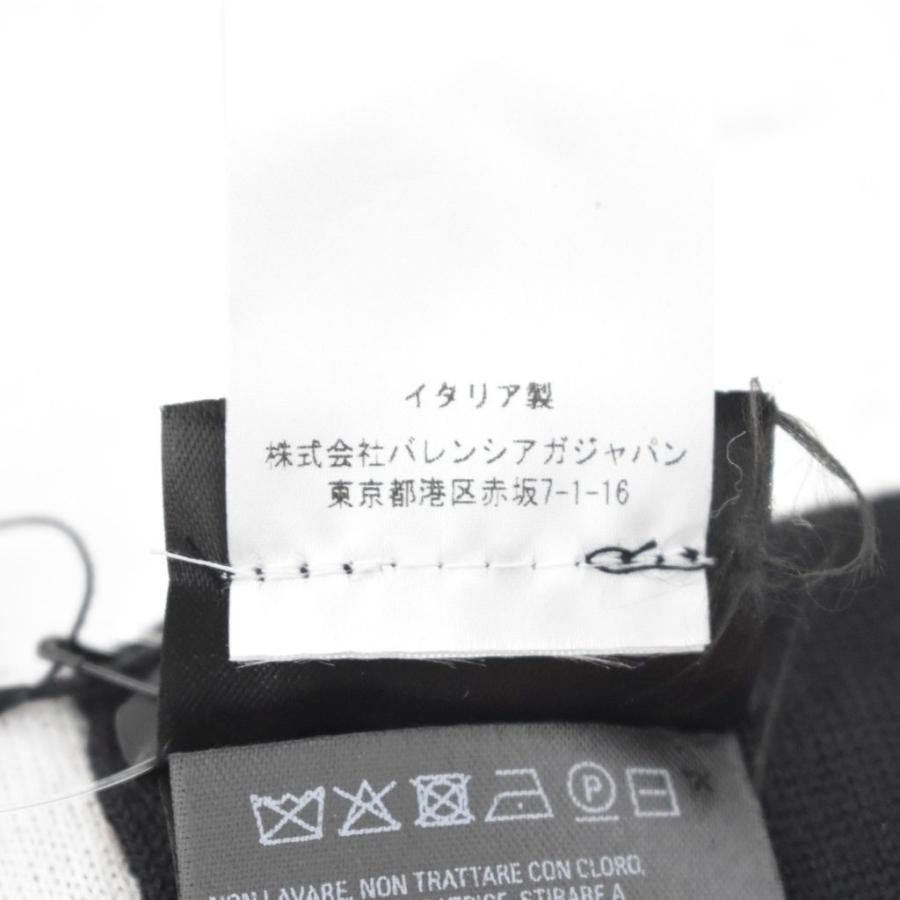 イタリア製
株式会社バレンシアガジャパン
東京都港区赤坂7-1-16
P
NON LAVARE, NON TRATTARE CON CLORO,
STIRARE A